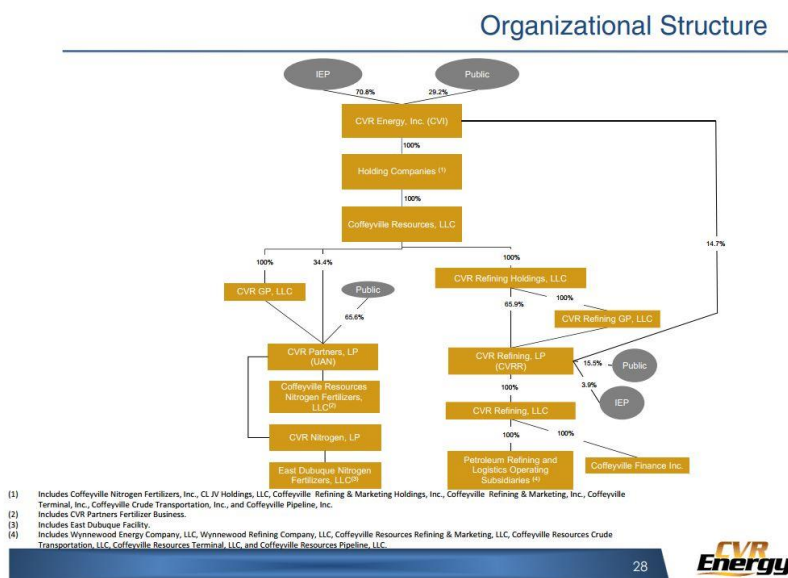 Organizational Structure
IEP
Public
70.8%
29.2%
CVR Energy, Inc. (CVI)
100%
Holding Companies (1)
100%
Coffeyville Resources, LLC
14.7%
100%
34.4%
100%
CVR Refining Holdings, LLC
CVR GP, LLC
Public
100%
65.9%
65.6%
CVR Refining GP, LLC
CVR Partners, LP
(UAN)
CVR Refining, LP
(CVRR)
15.5%
Public
3.9%
IEP
Coffeyville Resources
Nitrogen Fertilizers,
LLC(2)
100%
CVR Refining, LLC
CVR Nitrogen, LP
100%
100%
East Dubuque Nitrogen
Fertilizers, LLC(3)
Petroleum Refining and
Logistics Operating
Subsidiaries (4)
Coffeyville Finance Inc.
(1) Includes Coffeyville Nitrogen Fertilizers, Inc., CL JV Holdings, LLC, Coffeyville Refining & Marketing Holdings, Inc., Coffeyville Refining & Marketing, Inc., Coffeyville
Terminal, Inc., Coffeyville Crude Transportation, Inc., and Coffeyville Pipeline, Inc.
(2) Includes CVR Partners Fertilizer Business.
(3) Includes East Dubuque Facility.
(4) Includes Wynnewood Energy Company, LLC, Wynnewood Refining Company, LLC, Coffeyville Resources Refining & Marketing, LLC, Coffeyville Resources Crude
Transportation, LLC, Coffeyville Resources Terminal, LLC, and Coffeyville Resources Pipeline, LLC.
28
CVR
Energy